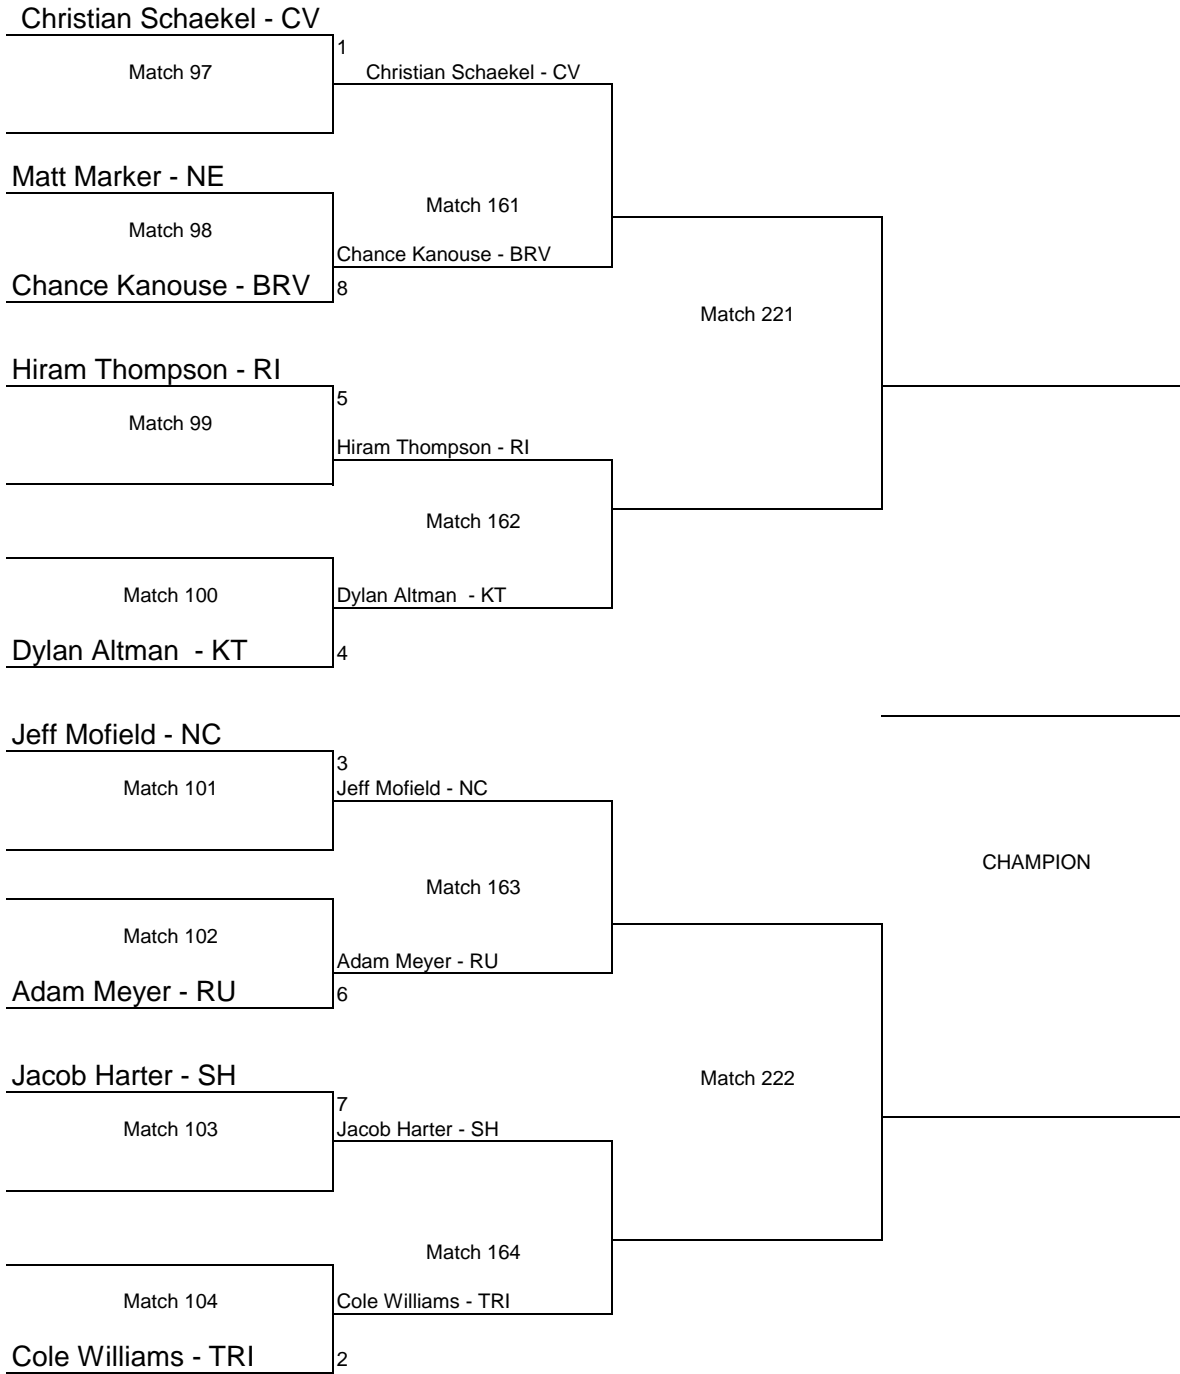 Christian Schaekel - CV
1
Match 97
Christian Schaekel - CV
Matt Marker - NE
Match 161
Match 98
Chance Kanouse - BRV
Chance Kanouse - BRV
8
Match 221
Hiram Thompson - RI
5
Match 99
Hiram Thompson - RI
Match 162
Match 100
Dylan Altman  - KT
Dylan Altman  - KT
4
Jeff Mofield - NC
3
Match 101
Jeff Mofield - NC
CHAMPION
Match 163
Match 102
Adam Meyer - RU
Adam Meyer - RU
6
Jacob Harter - SH
Match 222
7
Match 103
Jacob Harter - SH
Match 164
Match 104
Cole Williams - TRI
Cole Williams - TRI
2